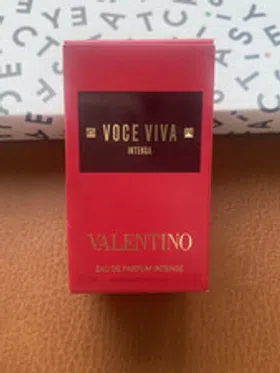 VOCE VIVA
INTENSA
VALENTINO
EAU DE PARFUM INTENSE